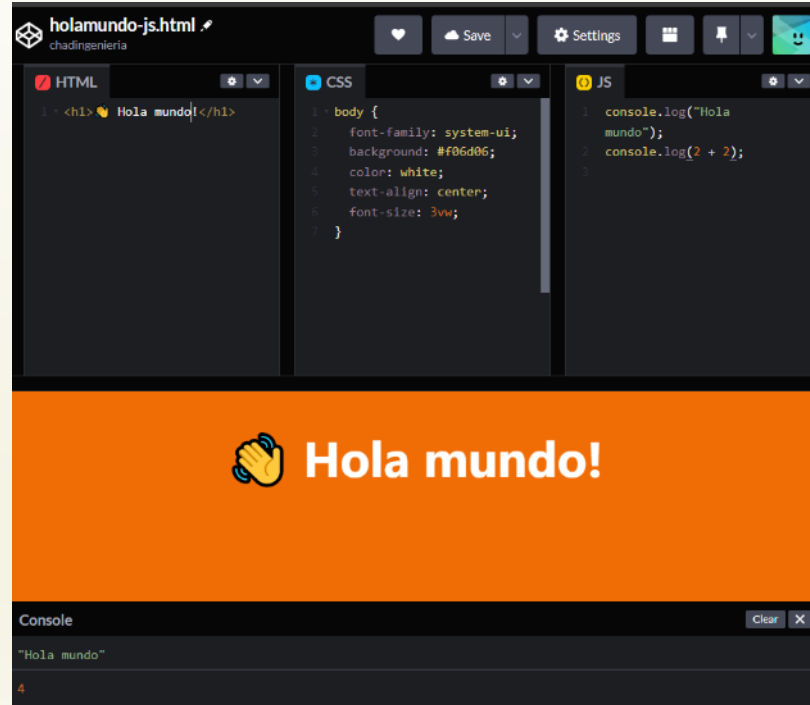 holamundo-js.html
chadingenieria
Save
Settings
HTML
1 <h1>👋 Hola mundo!</h1>
CSS
1 body {
2 font-family: system-ui;
3 background: #f06d06;
4 color: white;
5 text-align: center;
6 font-size: 3vw;
7 }
JS
1 console.log("Hola
mundo");
2 console.log(2 + 2);
3
👋 Hola mundo!
Console
Clear X
"Hola mundo"
4